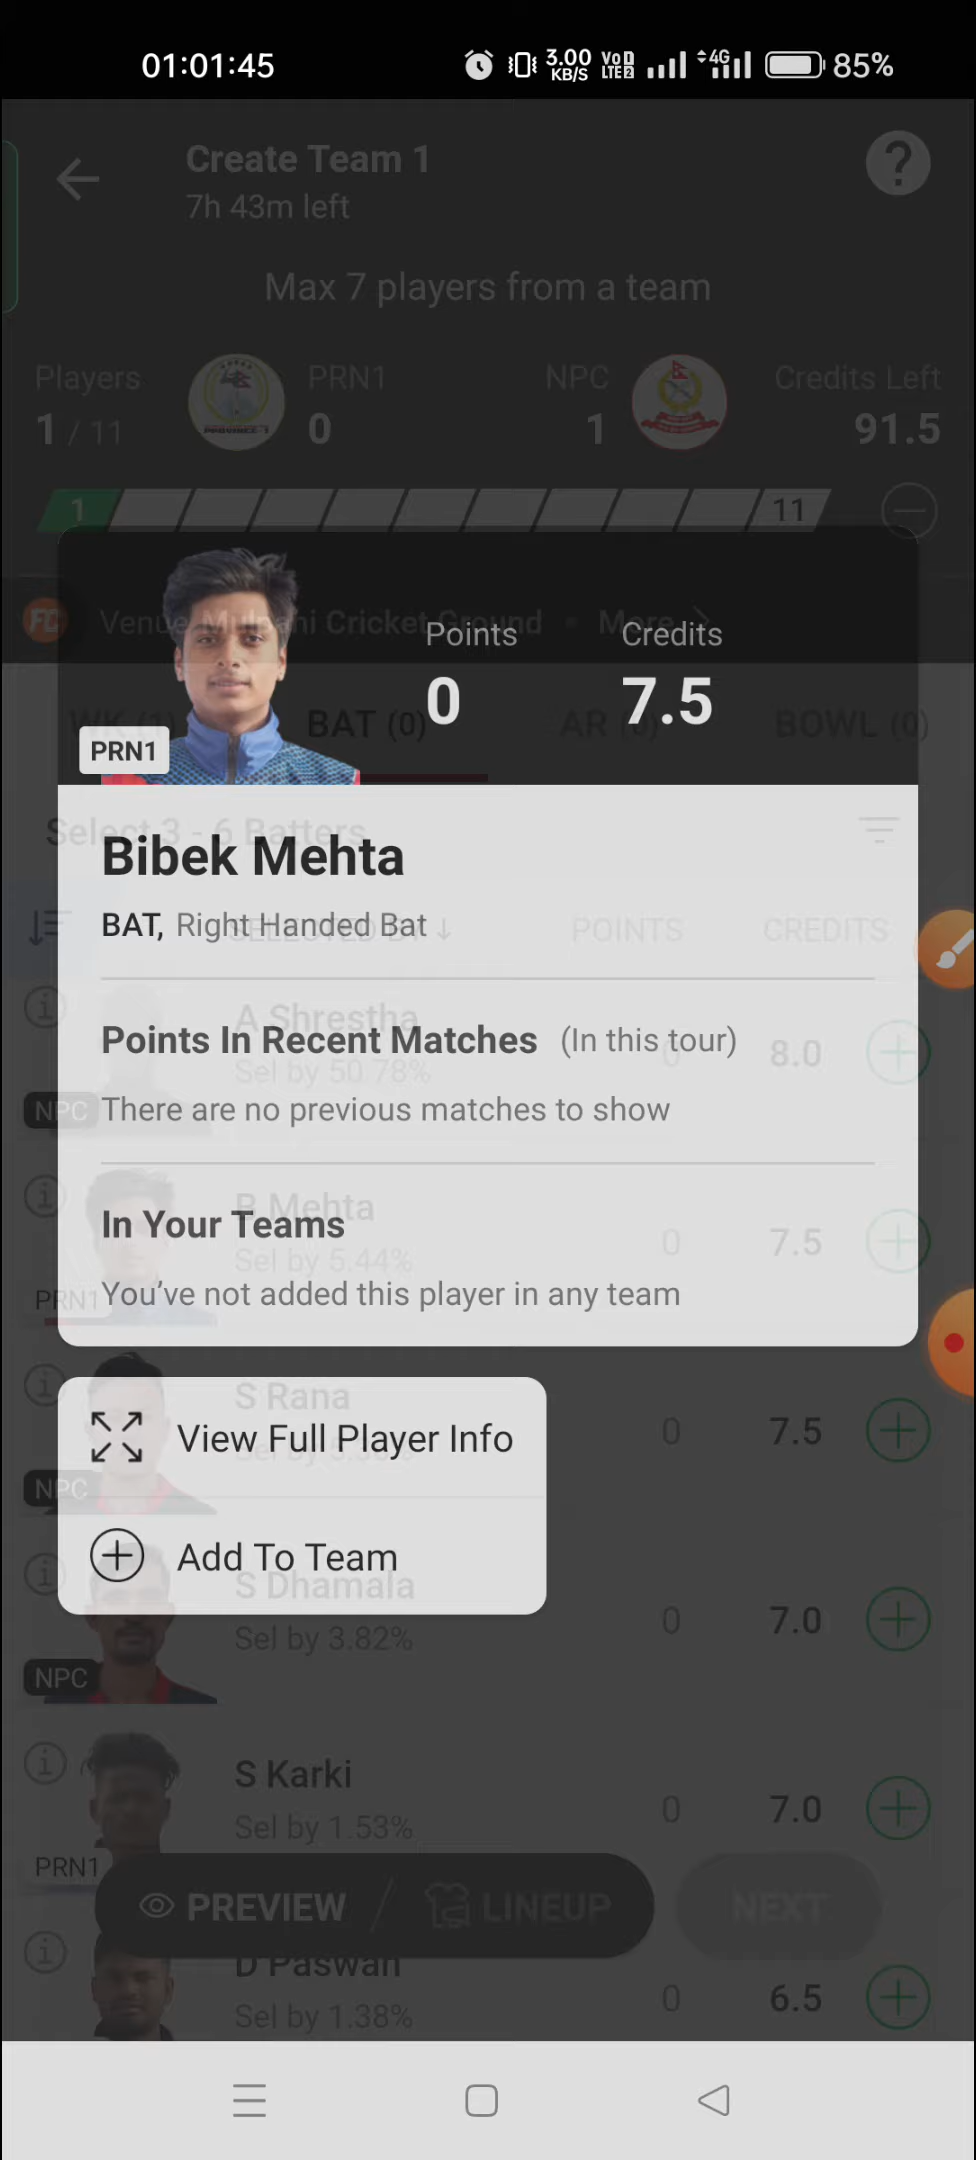 01:01:45
3.00 KB/S
VoLTE 1 2
4G
85%
Create Team 1
7h 43m left
?
Max 7 players from a team
Players
1 / 11
PRN1
0
NPC
1
Credits Left
91.5
1
11
FC
Venue Mulpani Cricket Ground • More
Points
0
Credits
7.5
PRN1
WK (1)
BAT (0)
AR (0)
BOWL (0)
Select 3 - 6 Batters
Bibek Mehta
BAT, Right Handed Bat
SELECTED BY ↓
POINTS
CREDITS
A Shrestha
Sel by 50.78%
0
8.0
NPC
Points In Recent Matches (In this tour)
There are no previous matches to show
B Mehta
Sel by 5.44%
0
7.5
PRN1
In Your Teams
You’ve not added this player in any team
S Rana
0
7.5
NPC
View Full Player Info
Add To Team
S Dhamala
Sel by 3.82%
0
7.0
NPC
S Karki
Sel by 1.53%
0
7.0
PRN1
PREVIEW / LINEUP
NEXT
D Paswan
Sel by 1.38%
0
6.5